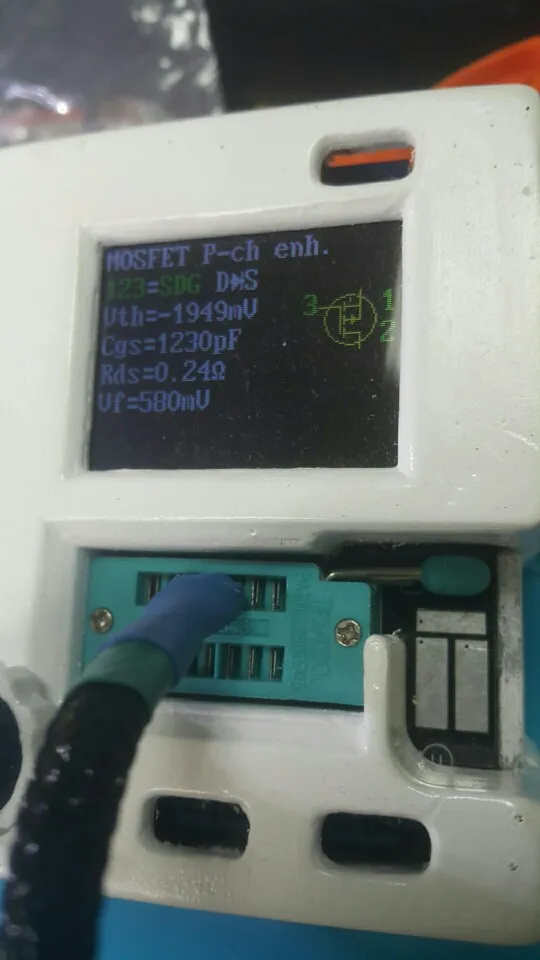 MOSFET P-ch enh.
123=SDG D▶|S
Vth=-1949mV
3
1
2
Cgs=1230pF
Rds=0.24Ω
Vf=580mV